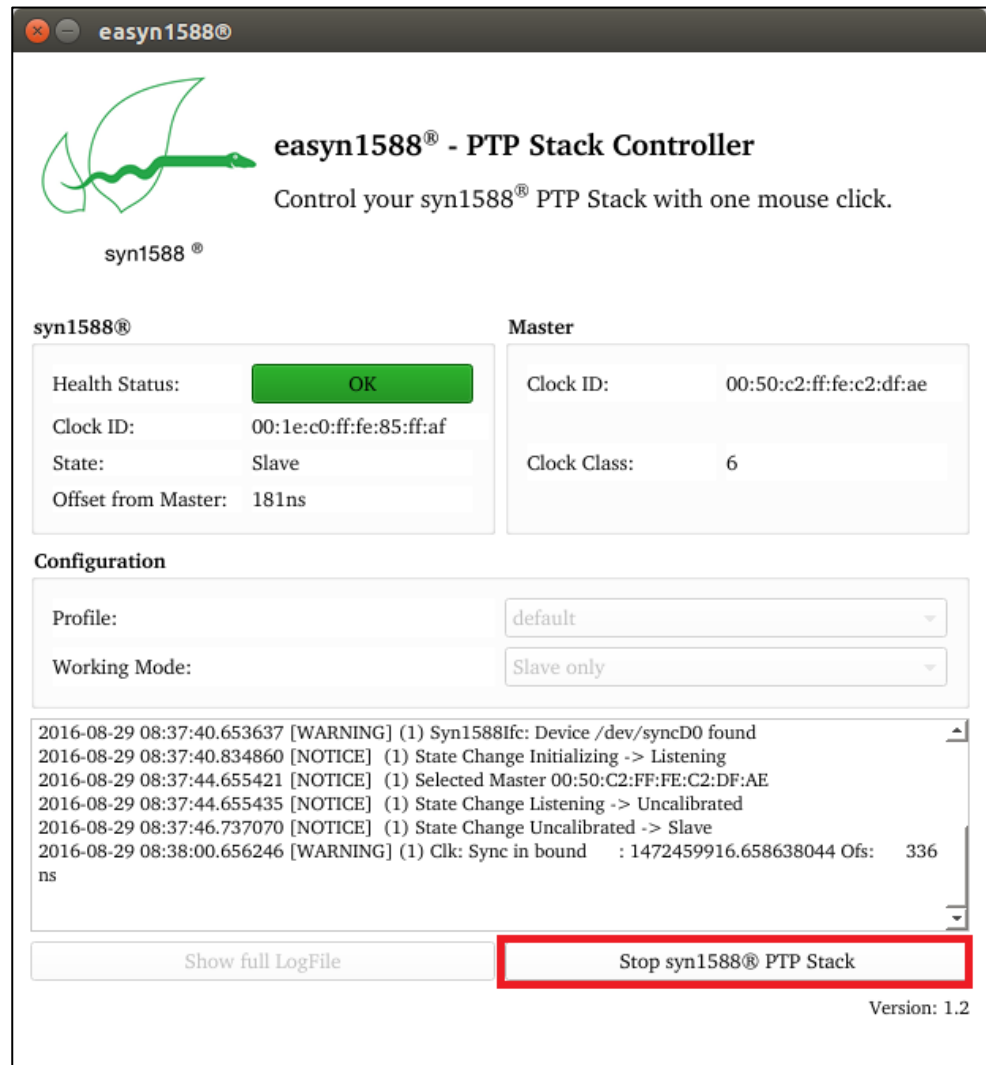 easyn1588®
easyn1588® - PTP Stack Controller
Control your syn1588® PTP Stack with one mouse click.
syn1588 ®
syn1588®
Health Status: OK
Clock ID: 00:1e:c0:ff:fe:85:ff:af
State: Slave
Offset from Master: 181ns
Master
Clock ID: 00:50:c2:ff:fe:c2:df:ae
Clock Class: 6
Configuration
Profile: default
Working Mode: Slave only
2016-08-29 08:37:40.653637 [WARNING] (1) Syn1588Ifc: Device /dev/syncD0 found
2016-08-29 08:37:40.834860 [NOTICE] (1) State Change Initializing -> Listening
2016-08-29 08:37:44.655421 [NOTICE] (1) Selected Master 00:50:C2:FF:FE:C2:DF:AE
2016-08-29 08:37:44.655435 [NOTICE] (1) State Change Listening -> Uncalibrated
2016-08-29 08:37:46.737070 [NOTICE] (1) State Change Uncalibrated -> Slave
2016-08-29 08:38:00.656246 [WARNING] (1) Clk: Sync in bound : 1472459916.658638044 Ofs: 336
ns
Show full LogFile
Stop syn1588® PTP Stack
Version: 1.2